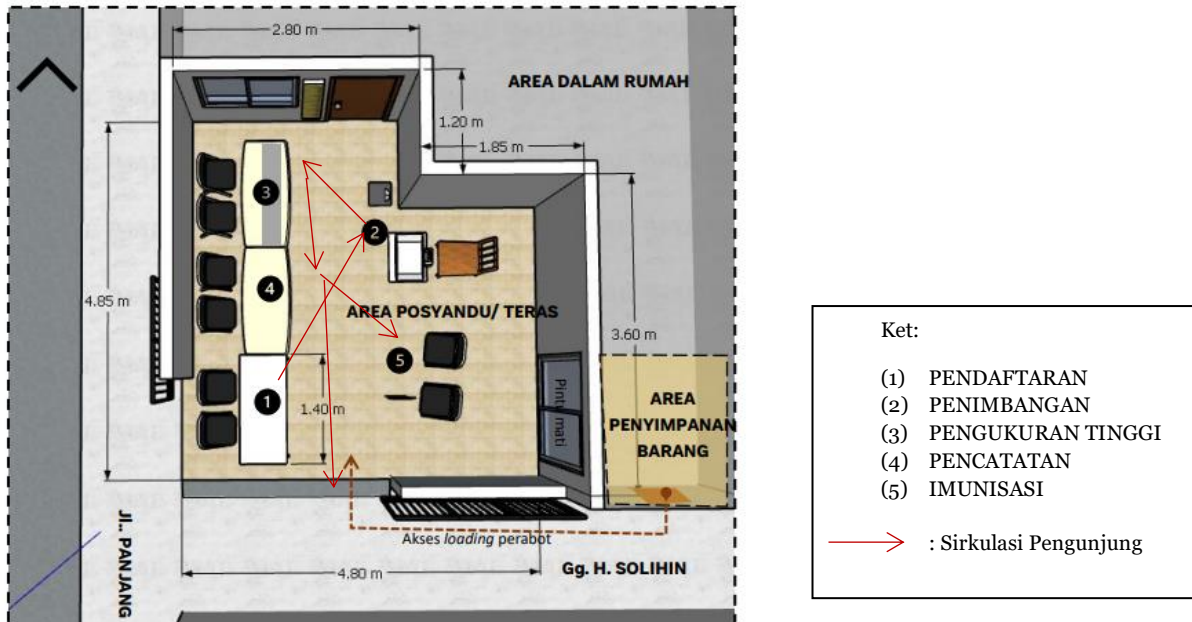 2.80 m
AREA DALAM RUMAH
1.20 m
1.85 m
3
2
4.85 m
4
AREA POSYANDU/ TERAS
3.60 m
5
1
1.40 m
Pintu mati
AREA
PENYIMPANAN
BARANG
Jl.. PANJANG
Akses loading perabot
4.80 m
Gg. H. SOLIHIN
Ket:
(1) PENDAFTARAN
(2) PENIMBANGAN
(3) PENGUKURAN TINGGI
(4) PENCATATAN
(5) IMUNISASI
: Sirkulasi Pengunjung